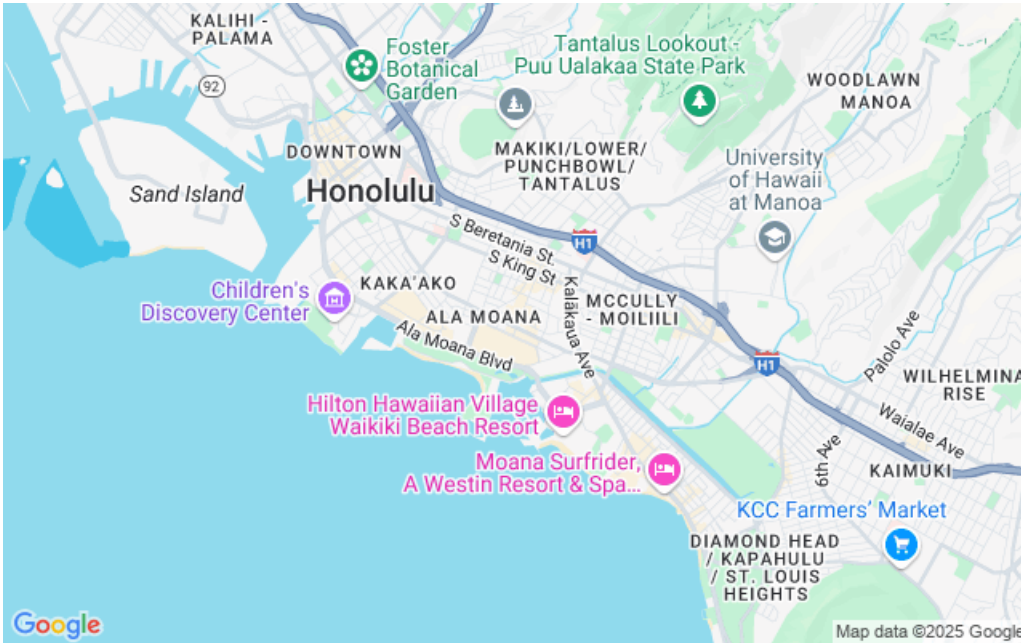 KALIHI -
PALAMA
Foster
Botanical
Garden
Tantalus Lookout -
Puu Ualakaa State Park
WOODLAWN
MANOA
92
DOWNTOWN
MAKIKI/LOWER/
PUNCHBOWL/
TANTALUS
University
of Hawaii
at Manoa
Sand Island
Honolulu
S Beretania St.
H1
S King St
Children's
Discovery Center
KAKA'AKO
ALA MOANA
Kalākaua Ave
MCCULLY
- MOILIILI
Ala Moana Blvd
H1
Palolo Ave
WILHELMINA
RISE
Hilton Hawaiian Village
Waikiki Beach Resort
Waialae Ave
6th Ave
Moana Surfrider,
A Westin Resort & Spa...
KAIMUKI
KCC Farmers' Market
DIAMOND HEAD
/ KAPAHULU
/ ST. LOUIS
HEIGHTS
Google
Map data ©2025 Google